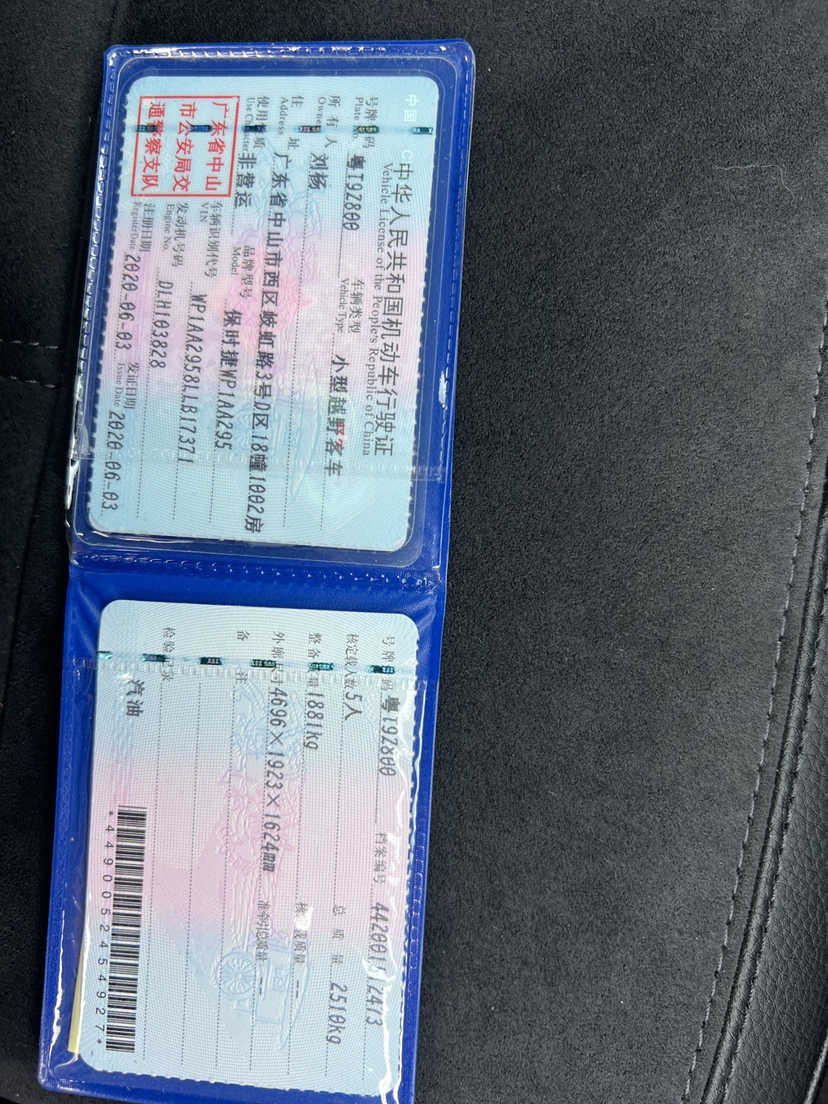 中华人民共和国机动车行驶证
Vehicle License of the People's Republic of China
号牌号码 粤T9Z800 车辆类型 小型越野客车
Plate No. Vehicle Type
所有人 刘杨
Owner
住址 广东省中山市西区岐虹路3号D区18幢1002房
Address
使用性质 非营运 品牌型号 保时捷WP1AA295
Use Character Model
广东省中山市公安局交通警察支队
车辆识别代号 WP1AA2958LLB17371
VIN
发动机号码 DLH103828
Engine No.
注册日期 2020-06-03 发证日期 2020-06-03
Register Date Issue Date
号牌号码 粤T9Z800 档案编号
核定载人数 5人 总质量 2510kg
整备质量 1881kg 核定载质量 --
外廓尺寸 4696×1923×1624mm 准牵引总质量 --
备注
检验记录
汽油
*4490052454927*